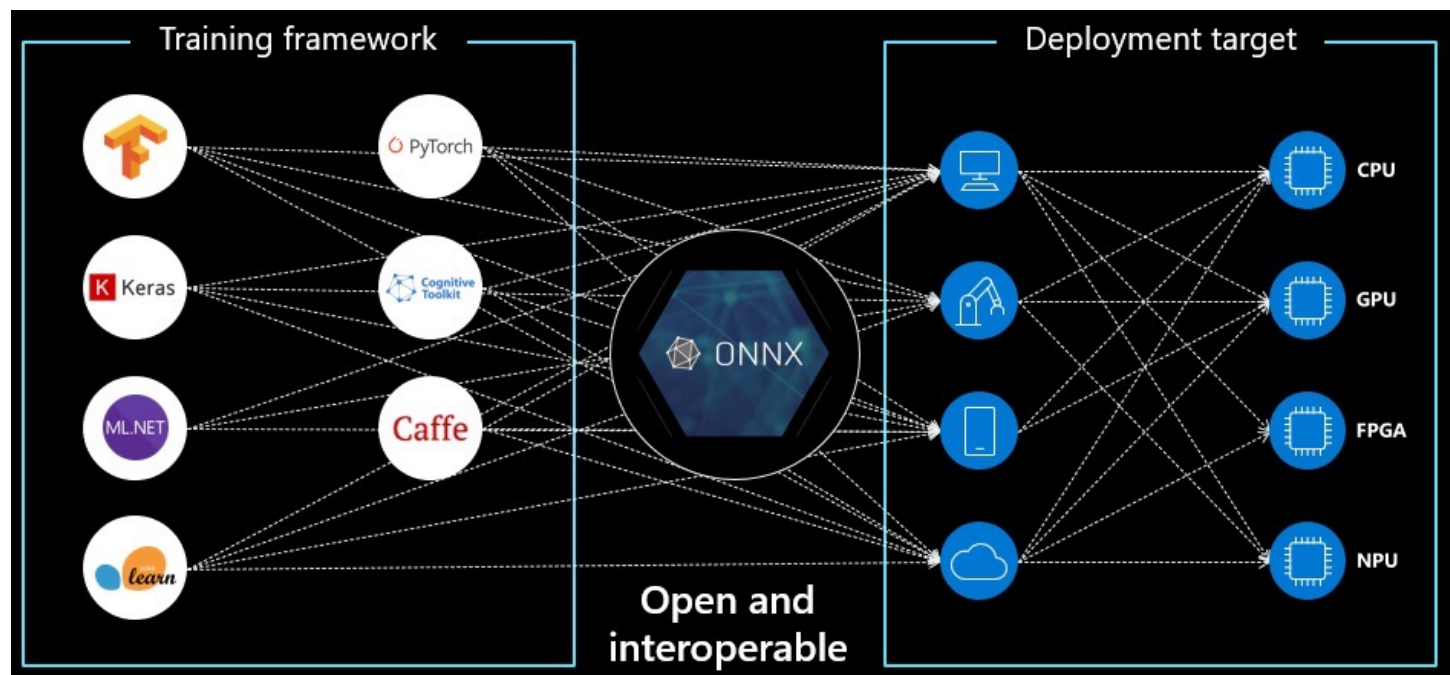 Training framework
Deployment target
PyTorch
K Keras
Cognitive
Toolkit
ML.NET
Caffe
learn
ONNX
CPU
GPU
FPGA
NPU
Open and
interoperable